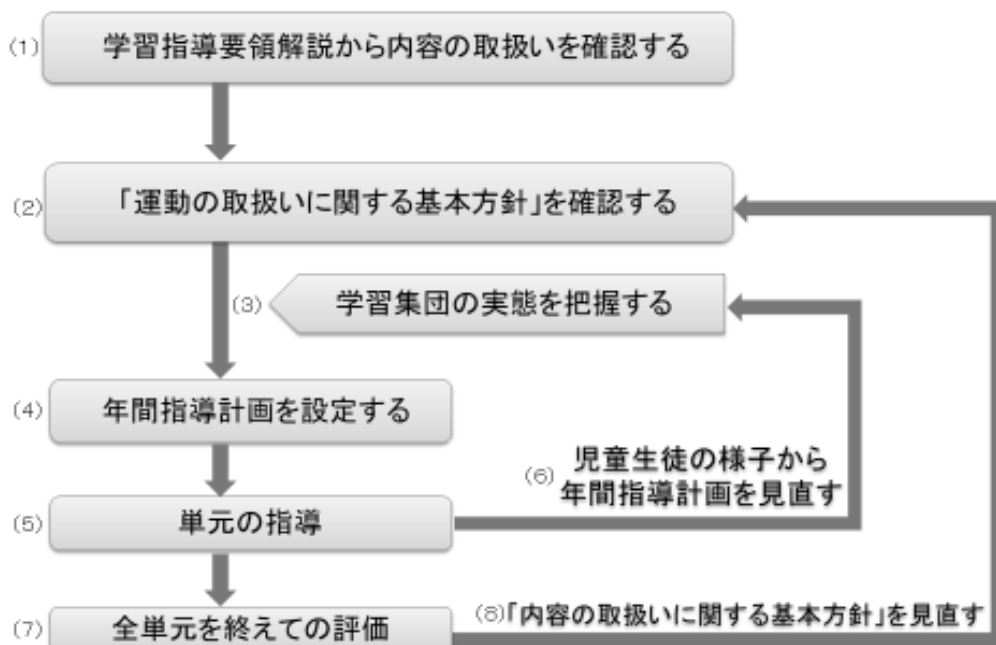 (1) 学習指導要領解説から内容の取扱いを確認する
(2) 「運動の取扱いに関する基本方針」を確認する
(3) 学習集団の実態を把握する
(4) 年間指導計画を設定する
(6) 児童生徒の様子から
年間指導計画を見直す
(5) 単元の指導
(7) 全単元を終えての評価
(8)「内容の取扱いに関する基本方針」を見直す